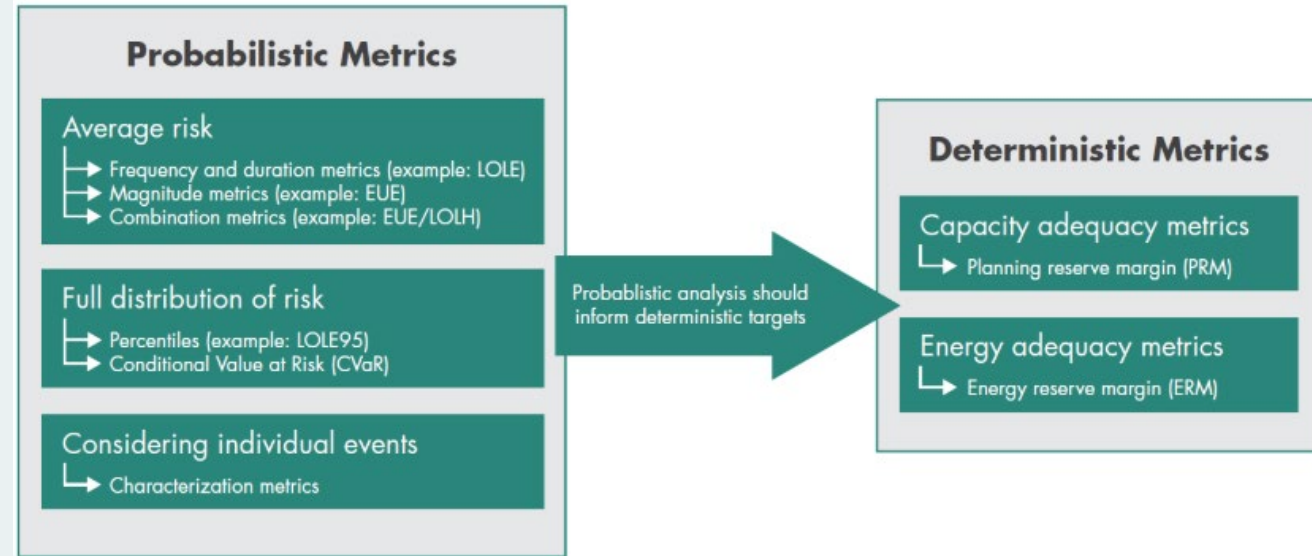 Probabilistic Metrics
Average risk
Frequency and duration metrics (example: LOLE)
Magnitude metrics (example: EUE)
Combination metrics (example: EUE/LOLH)
Full distribution of risk
Percentiles (example: LOLE95)
Conditional Value at Risk (CVaR)
Considering individual events
Characterization metrics
Probablistic analysis should
inform deterministic targets
Deterministic Metrics
Capacity adequacy metrics
Planning reserve margin (PRM)
Energy adequacy metrics
Energy reserve margin (ERM)